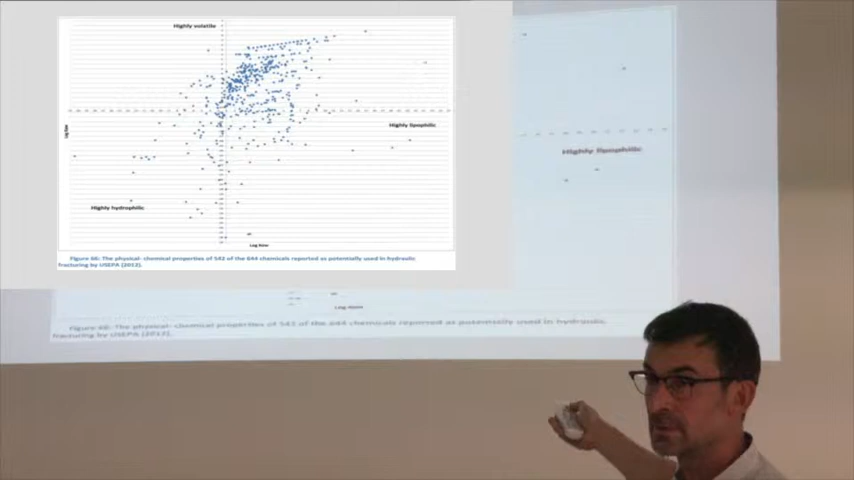 Highly volatile
Highly lipophilic
Highly hydrophilic
Log Kow
Figure 66: The physical- chemical properties of 542 of the 644 chemicals reported as potentially used in hydraulic
fracturing by USEPA (2012).
Highly lipophilic
Log Kow
Figure 66: The physical- chemical properties of 542 of the 644 chemicals reported as potentially used in hydraulic
fracturing by USEPA (2012).